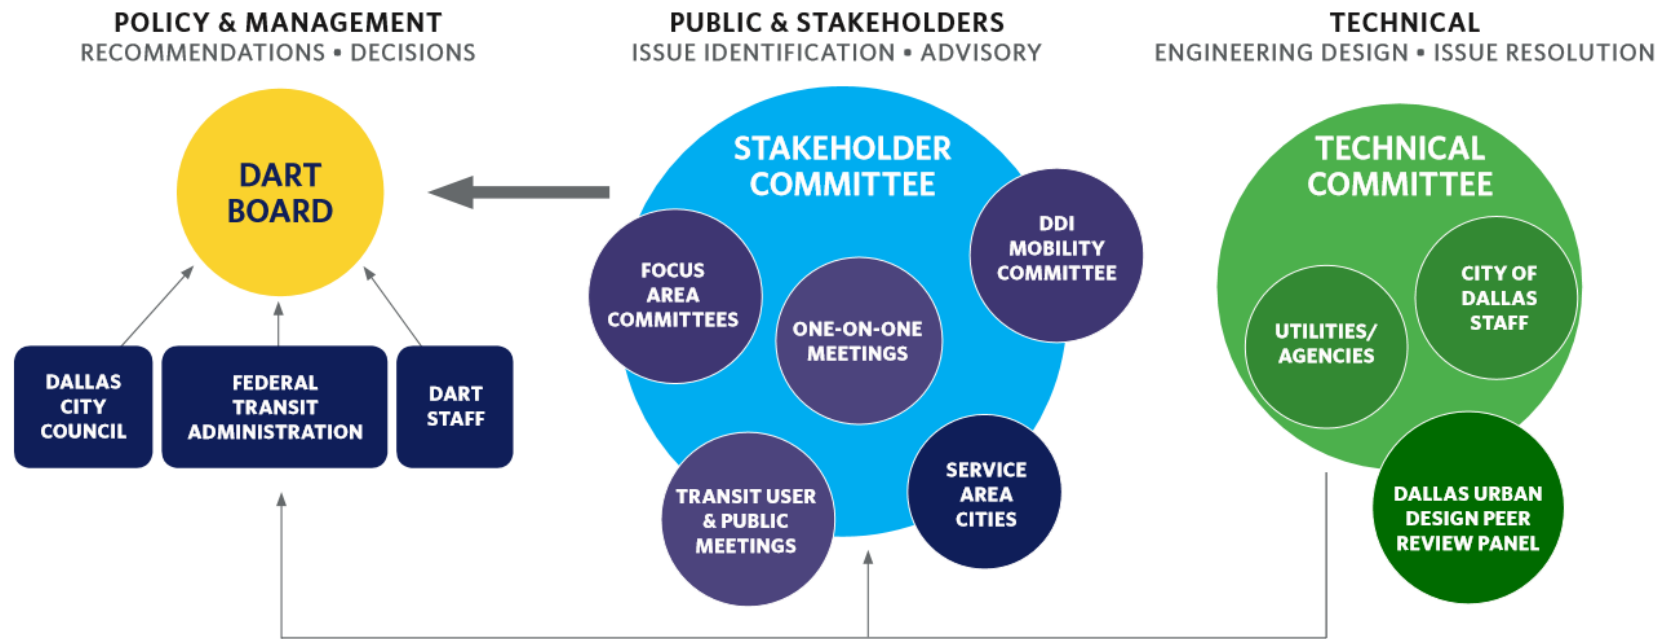 POLICY & MANAGEMENT
RECOMMENDATIONS ▪ DECISIONS
DART
BOARD
DALLAS
CITY
COUNCIL
FEDERAL
TRANSIT
ADMINISTRATION
DART
STAFF
PUBLIC & STAKEHOLDERS
ISSUE IDENTIFICATION ▪ ADVISORY
STAKEHOLDER
COMMITTEE
FOCUS
AREA
COMMITTEES
ONE-ON-ONE
MEETINGS
DDI
MOBILITY
COMMITTEE
TRANSIT USER
& PUBLIC
MEETINGS
SERVICE
AREA
CITIES
TECHNICAL
ENGINEERING DESIGN ▪ ISSUE RESOLUTION
TECHNICAL
COMMITTEE
UTILITIES/
AGENCIES
CITY OF
DALLAS
STAFF
DALLAS URBAN
DESIGN PEER
REVIEW PANEL